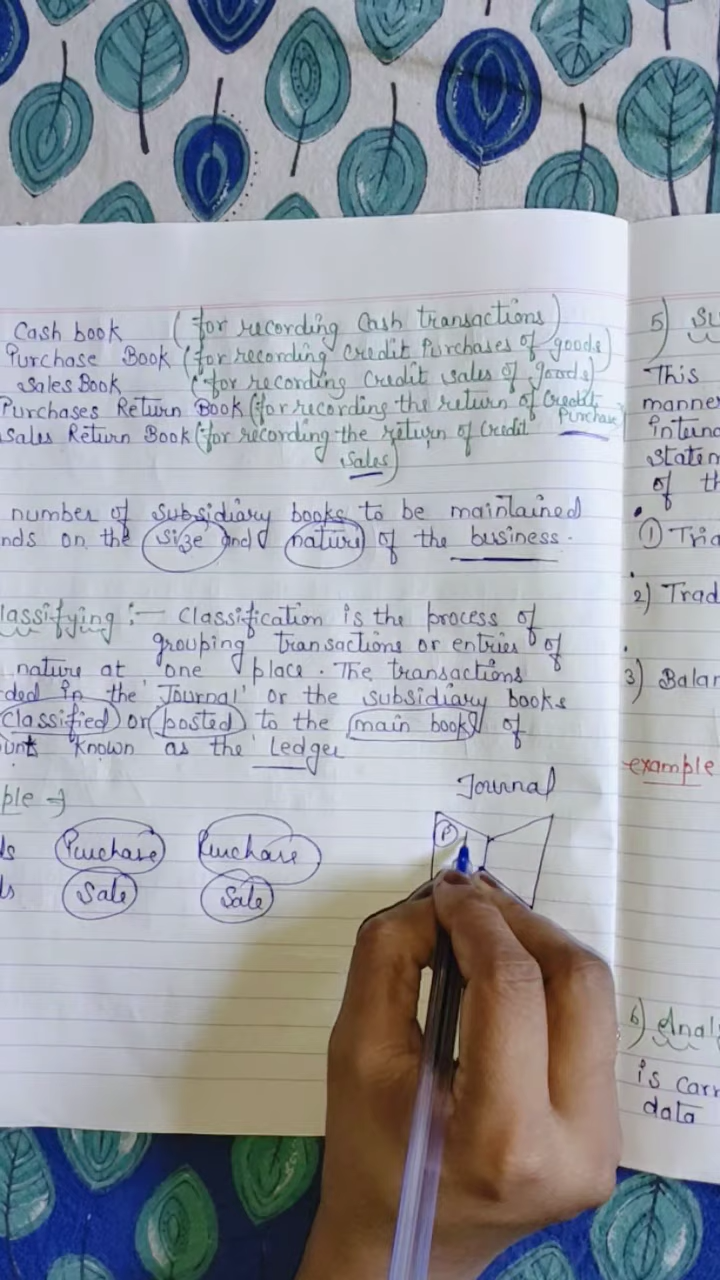 Cash book (for recording Cash transactions)
Purchase Book (for recording Credit Purchases of goods)
Sales Book (for recording Credit sales of goods)
Purchases Return Book (for recording the return of Credit
Purchase)
Sales Return Book (for recording the return of Credit
Sales)
number of subsidiary books to be maintained
nds on the size and nature of the business.
lassifying :- Classification is the process of
grouping transactions or entries of
nature at one place. The transactions
ded in the 'Journal' or the subsidiary books
classified or posted to the main book of
unt known as the Ledger
ple →
Journal
ds Purchase Purchase
P
ds Sale Sale
5) Su
This
manner
interna
statem
of th
① Tria
2) Trad
3) Balan
example
6) Anal
is carr
data